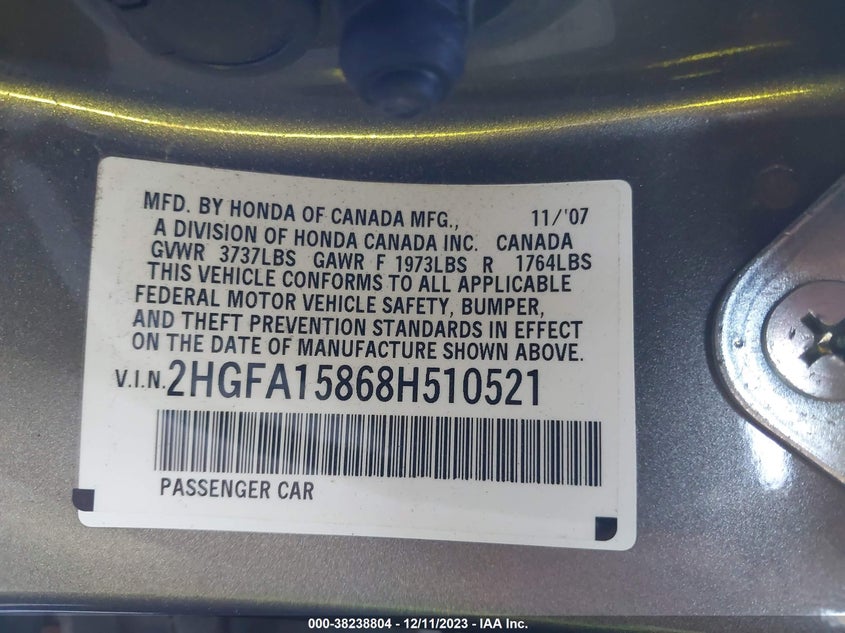 MFD. BY HONDA OF CANADA MFG., 11/'07
A DIVISION OF HONDA CANADA INC. CANADA
GVWR 3737LBS GAWR F 1973LBS R 1764LBS
THIS VEHICLE CONFORMS TO ALL APPLICABLE
FEDERAL MOTOR VEHICLE SAFETY, BUMPER,
AND THEFT PREVENTION STANDARDS IN EFFECT
ON THE DATE OF MANUFACTURE SHOWN ABOVE.
V.I.N. 2HGFA15868H510521
PASSENGER CAR
000-38238804 - 12/11/2023 - IAA Inc.